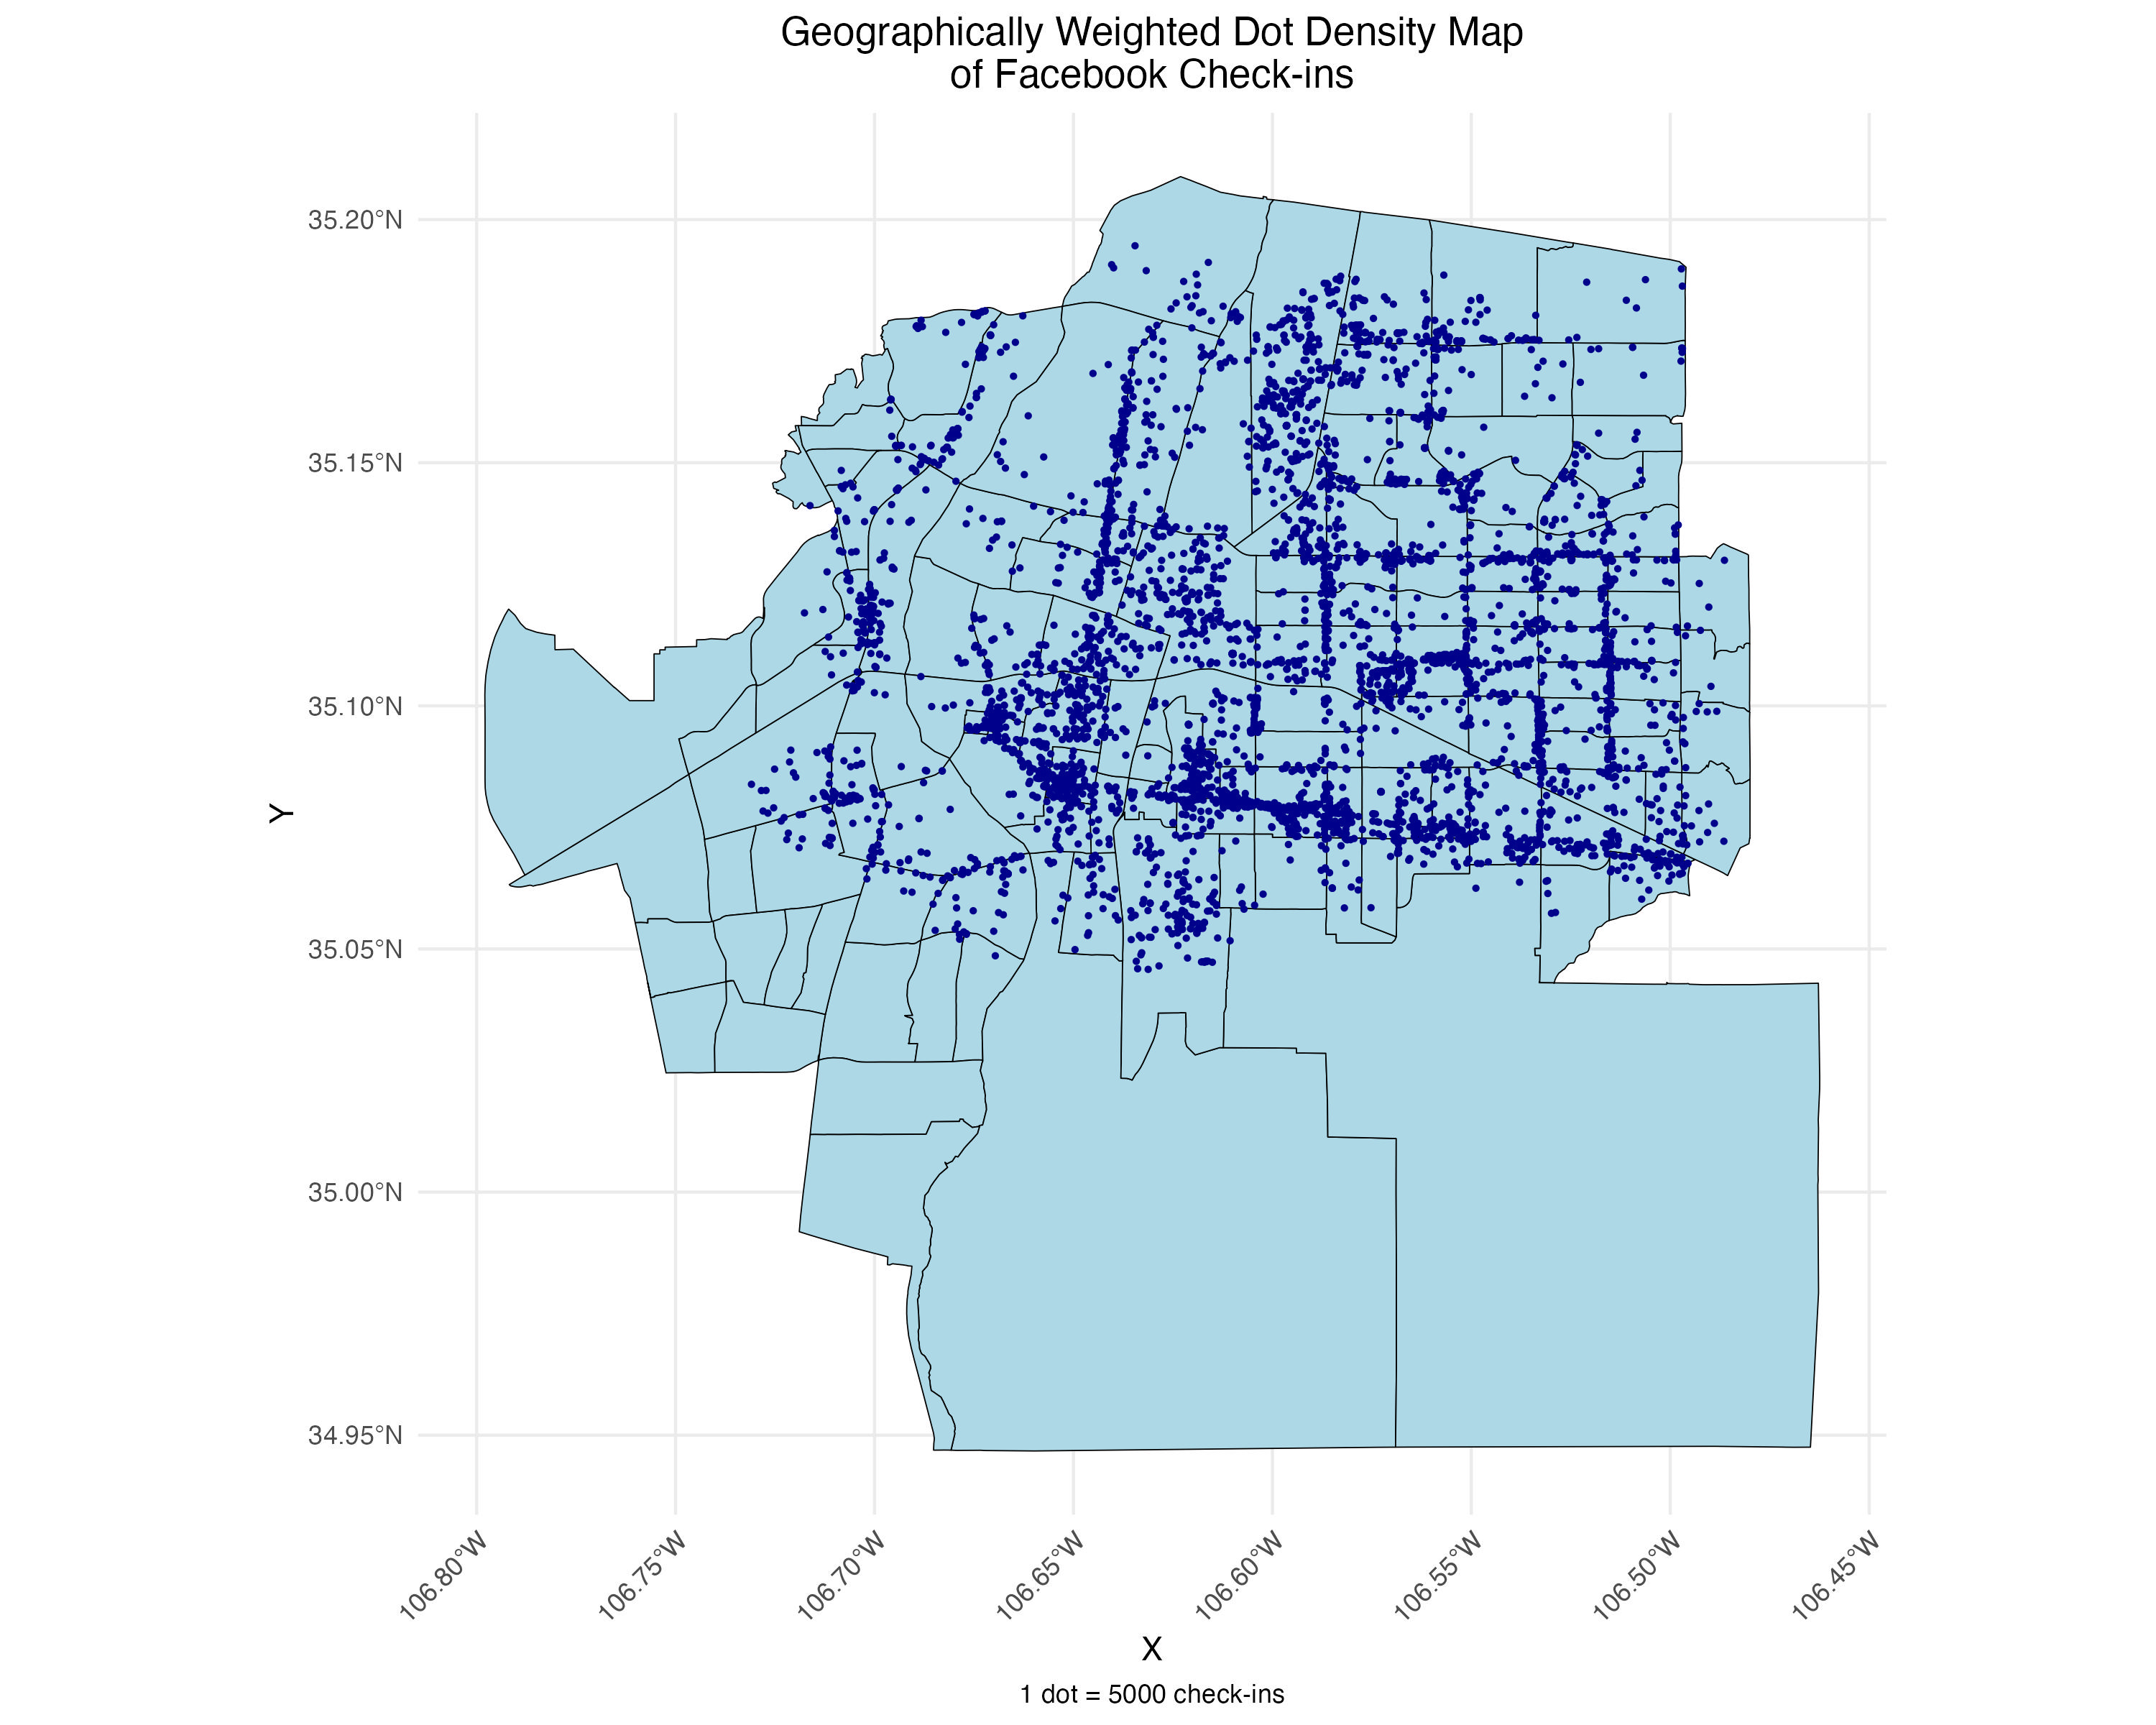 Geographically Weighted Dot Density Map
of Facebook Check-ins
35.20°N
35.15°N
35.10°N
35.05°N
35.00°N
34.95°N
Y
106.80°W
106.75°W
106.70°W
106.65°W
106.60°W
106.55°W
106.50°W
106.45°W
X
1 dot = 5000 check-ins